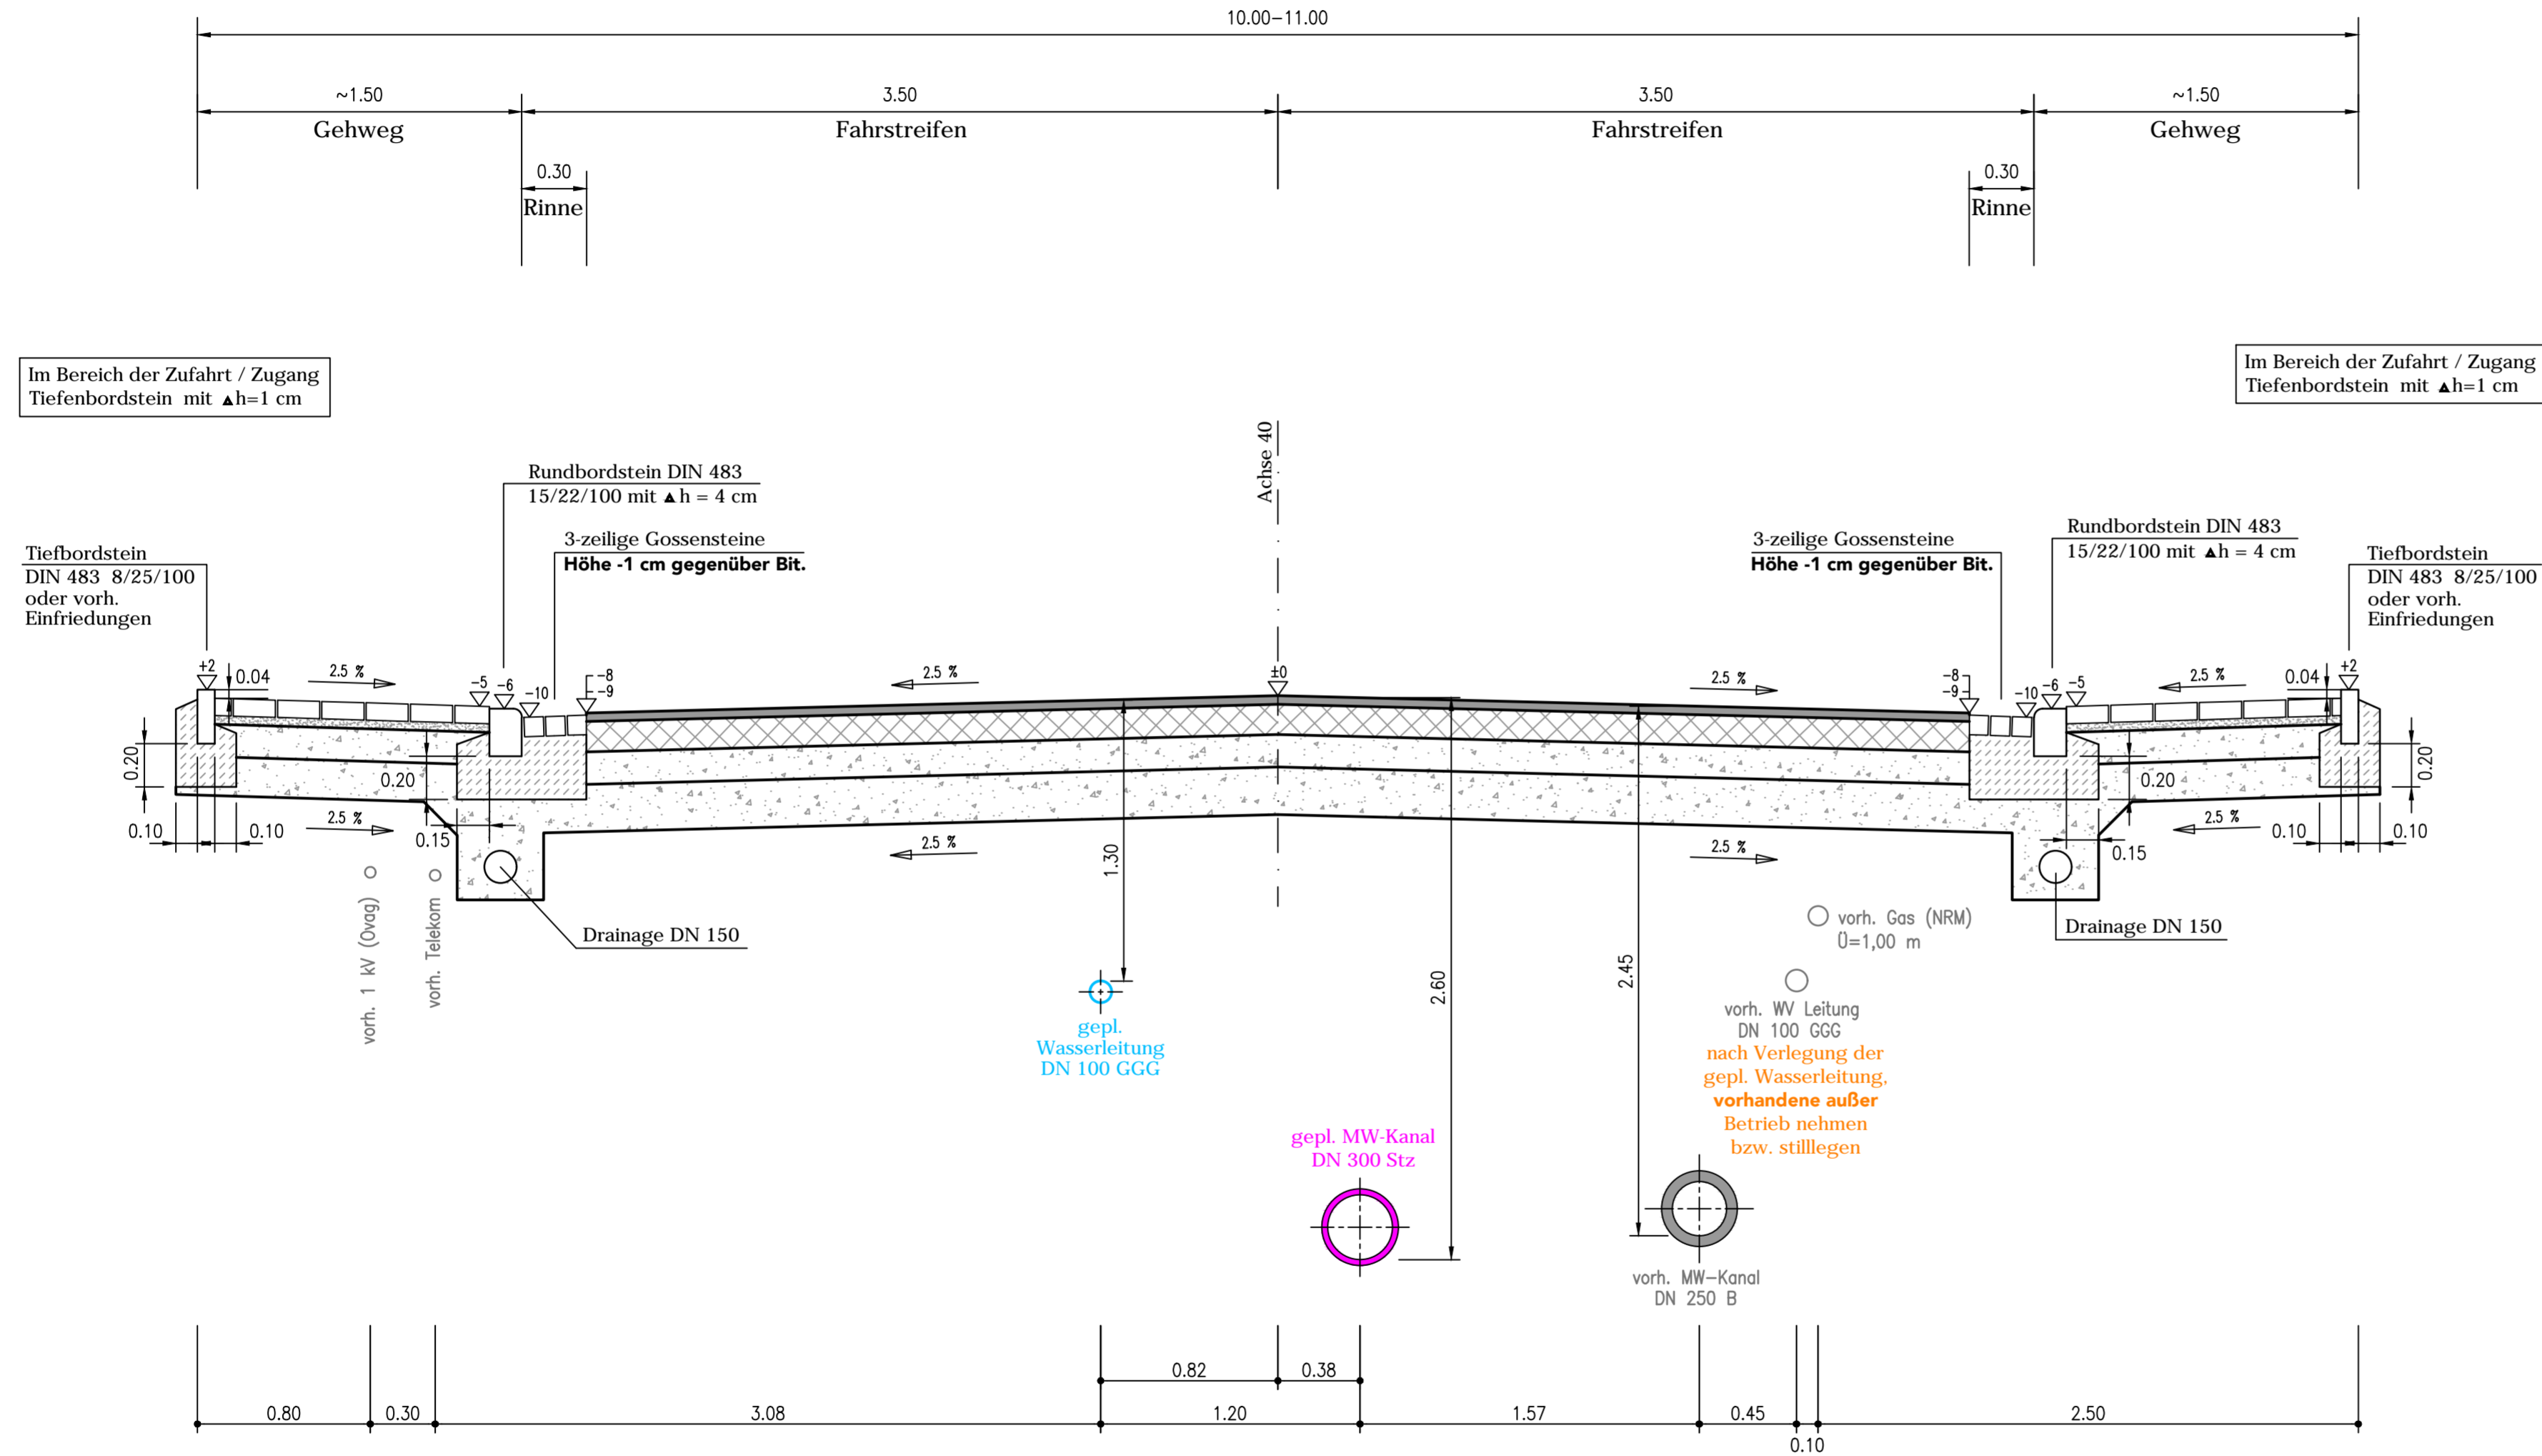 10.00-11.00
~1.50
3.50
3.50
~1.50
Gehweg
Fahrstreifen
Fahrstreifen
Gehweg
0.30
0.30
Rinne
Rinne
Im Bereich der Zufahrt / Zugang
Tiefenbordstein mit ▲h=1 cm
Im Bereich der Zufahrt / Zugang
Tiefenbordstein mit ▲h=1 cm
Achse 40
Rundbordstein DIN 483
15/22/100 mit ▲h = 4 cm
3-zeilige Gossensteine
Höhe -1 cm gegenüber Bit.
3-zeilige Gossensteine
Höhe -1 cm gegenüber Bit.
Rundbordstein DIN 483
15/22/100 mit ▲h = 4 cm
Tiefbordstein
DIN 483 8/25/100
oder vorh.
Einfriedungen
Tiefbordstein
DIN 483 8/25/100
oder vorh.
Einfriedungen
+2
0.04
2.5 %
-5
-6
-10
-8
-9
2.5 %
±0
2.5 %
-8
-9
-10
-6
-5
2.5 %
0.04
+2
0.20
0.20
0.20
0.20
0.10
0.10
2.5 %
0.15
2.5 %
2.5 %
0.15
2.5 %
0.10
0.10
1.30
2.60
2.45
vorh. 1 kV (Ovag)
vorh. Telekom
Drainage DN 150
Drainage DN 150
vorh. Gas (NRM)
Ü=1,00 m
gepl.
Wasserleitung
DN 100 GGG
vorh. WV Leitung
DN 100 GGG
nach Verlegung der
gepl. Wasserleitung,
vorhandene außer
Betrieb nehmen
bzw. stilllegen
gepl. MW-Kanal
DN 300 Stz
vorh. MW-Kanal
DN 250 B
0.82
0.38
0.80
0.30
3.08
1.20
1.57
0.45
0.10
2.50